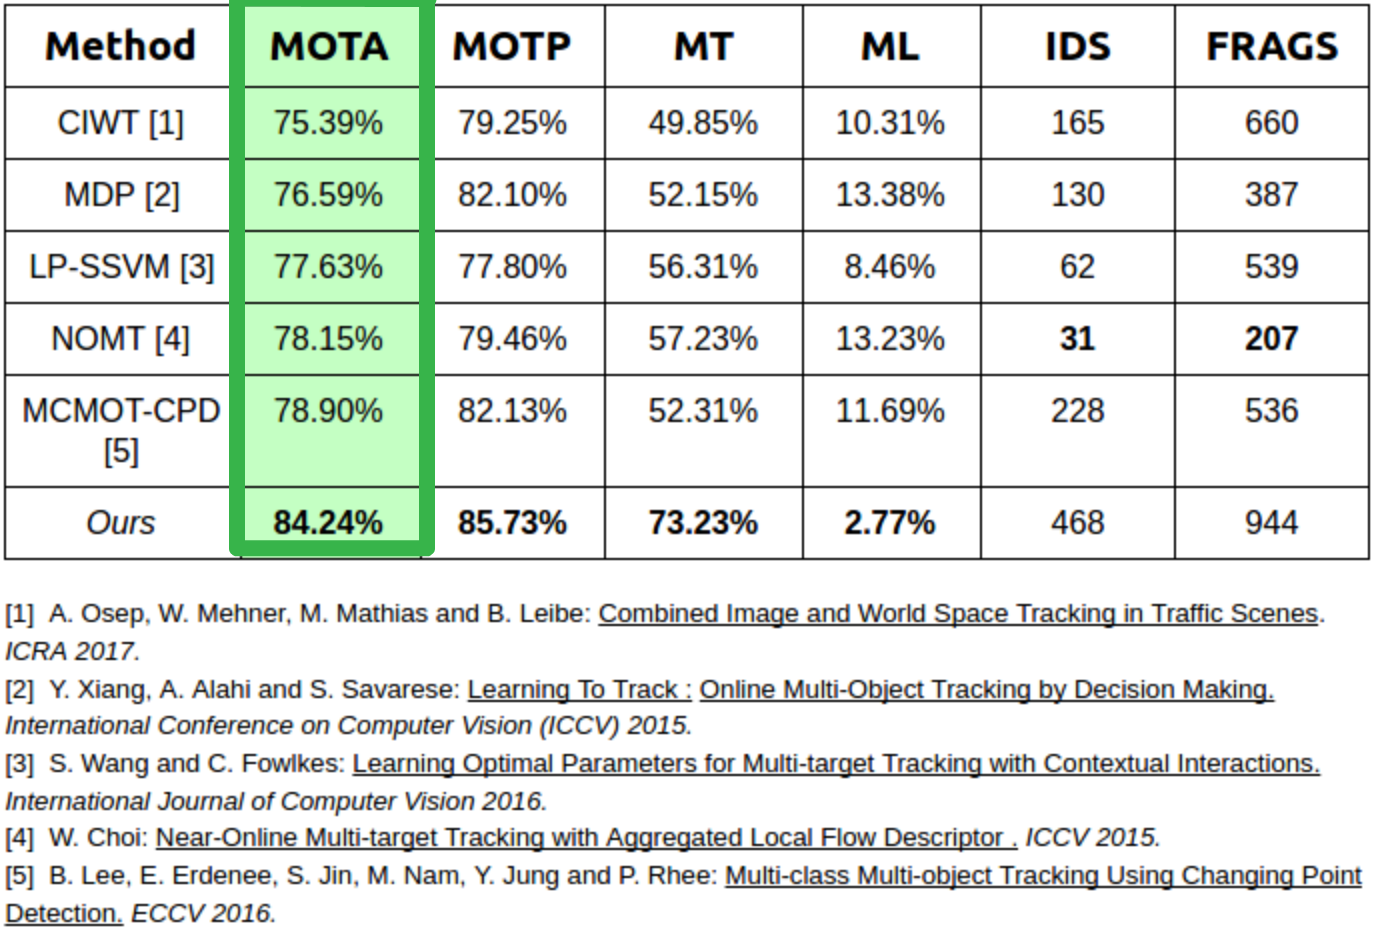 Method MOTA MOTP MT ML IDS FRAGS
CIWT [1] 75.39% 79.25% 49.85% 10.31% 165 660
MDP [2] 76.59% 82.10% 52.15% 13.38% 130 387
LP-SSVM [3] 77.63% 77.80% 56.31% 8.46% 62 539
NOMT [4] 78.15% 79.46% 57.23% 13.23% 31 207
MCMOT-CPD 78.90% 82.13% 52.31% 11.69% 228 536
[5]
Ours 84.24% 85.73% 73.23% 2.77% 468 944
[1] A. Osep, W. Mehner, M. Mathias and B. Leibe: Combined Image and World Space Tracking in Traffic Scenes.
ICRA 2017.
[2] Y. Xiang, A. Alahi and S. Savarese: Learning To Track : Online Multi-Object Tracking by Decision Making.
International Conference on Computer Vision (ICCV) 2015.
[3] S. Wang and C. Fowlkes: Learning Optimal Parameters for Multi-target Tracking with Contextual Interactions.
International Journal of Computer Vision 2016.
[4] W. Choi: Near-Online Multi-target Tracking with Aggregated Local Flow Descriptor . ICCV 2015.
[5] B. Lee, E. Erdenee, S. Jin, M. Nam, Y. Jung and P. Rhee: Multi-class Multi-object Tracking Using Changing Point
Detection. ECCV 2016.